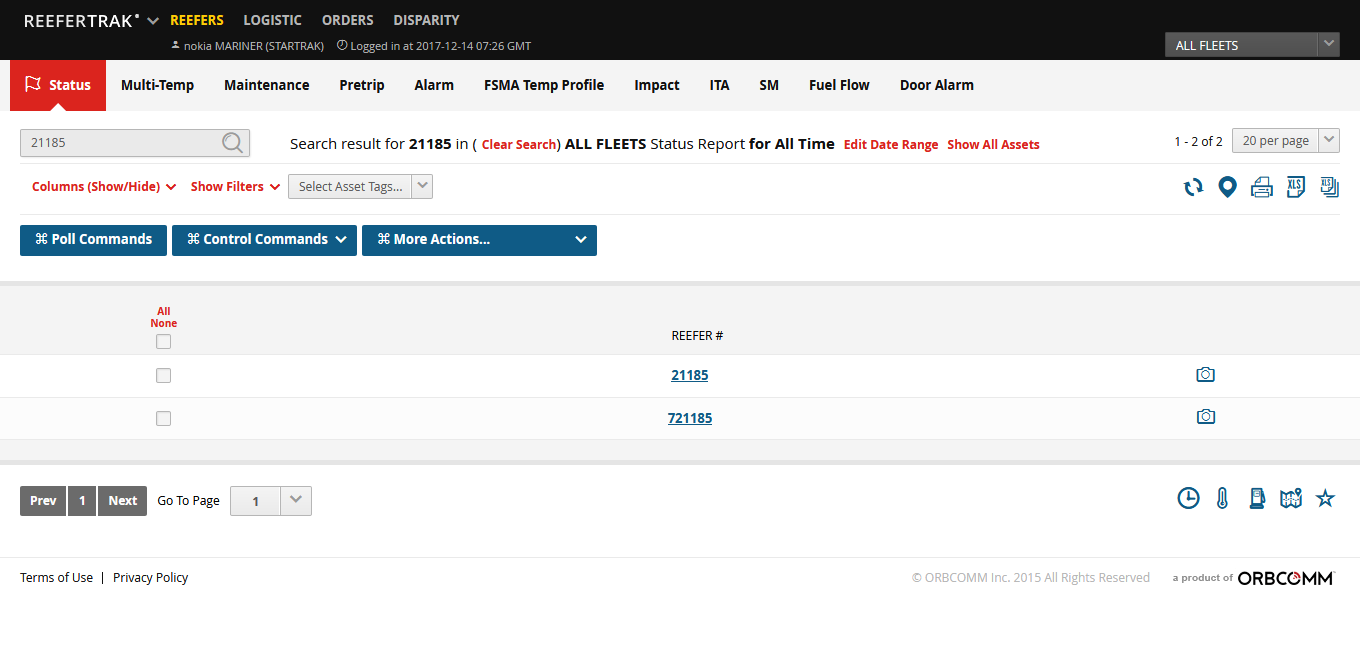 REEFERTRAK
REEFERS LOGISTIC ORDERS DISPARITY
nokia MARINER (STARTRAK) Logged in at 2017-12-14 07:26 GMT
ALL FLEETS
Status Multi-Temp Maintenance Pretrip Alarm FSMA Temp Profile Impact ITA SM Fuel Flow Door Alarm
21185
Search result for 21185 in ( Clear Search) ALL FLEETS Status Report for All Time Edit Date Range Show All Assets
1 - 2 of 2 20 per page
Columns (Show/Hide) Show Filters Select Asset Tags...
XLS XLS
⌘ Poll Commands ⌘ Control Commands ⌘ More Actions...
All
None
REEFER #
21185
721185
Prev 1 Next Go To Page 1
Terms of Use | Privacy Policy
© ORBCOMM Inc. 2015 All Rights Reserved a product of ORBCOMM